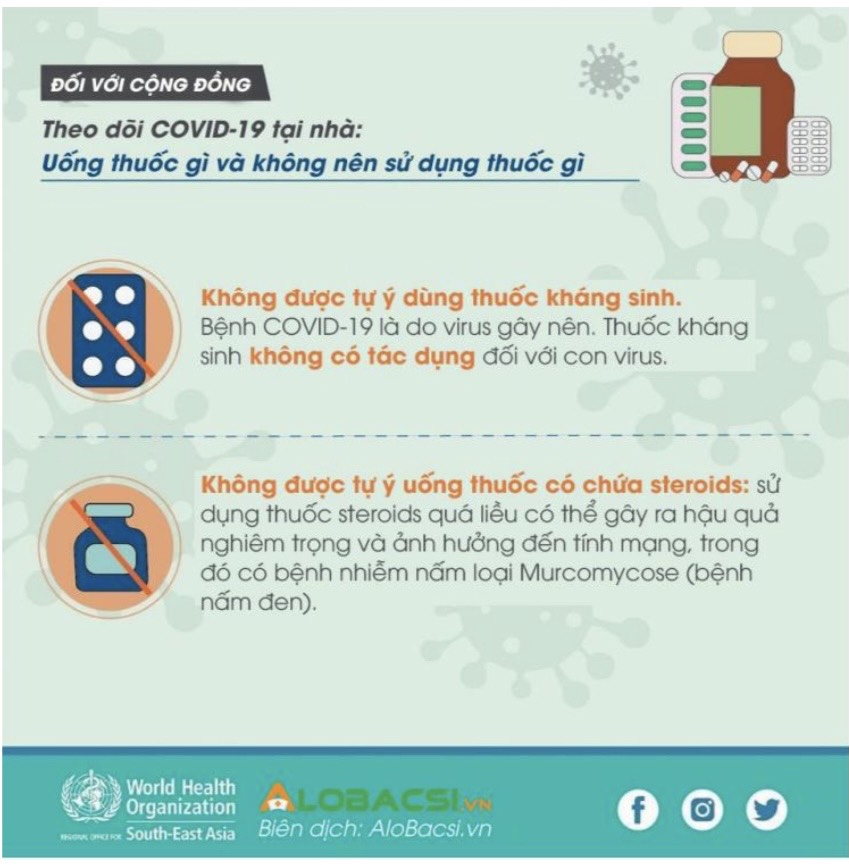 ĐỐI VỚI CỘNG ĐỒNG
Theo dõi COVID-19 tại nhà:
Uống thuốc gì và không nên sử dụng thuốc gì
Không được tự ý dùng thuốc kháng sinh.
Bệnh COVID-19 là do virus gây nên. Thuốc kháng
sinh không có tác dụng đối với con virus.
Không được tự ý uống thuốc có chứa steroids: sử
dụng thuốc steroids quá liều có thể gây ra hậu quả
nghiêm trọng và ảnh hưởng đến tính mạng, trong
đó có bệnh nhiễm nấm loại Murcomycose (bệnh
nấm đen).
World Health
Organization
REGIONAL OFFICE FOR South-East Asia
ALOBACSI.VN
Biên dịch: AloBacsi.vn